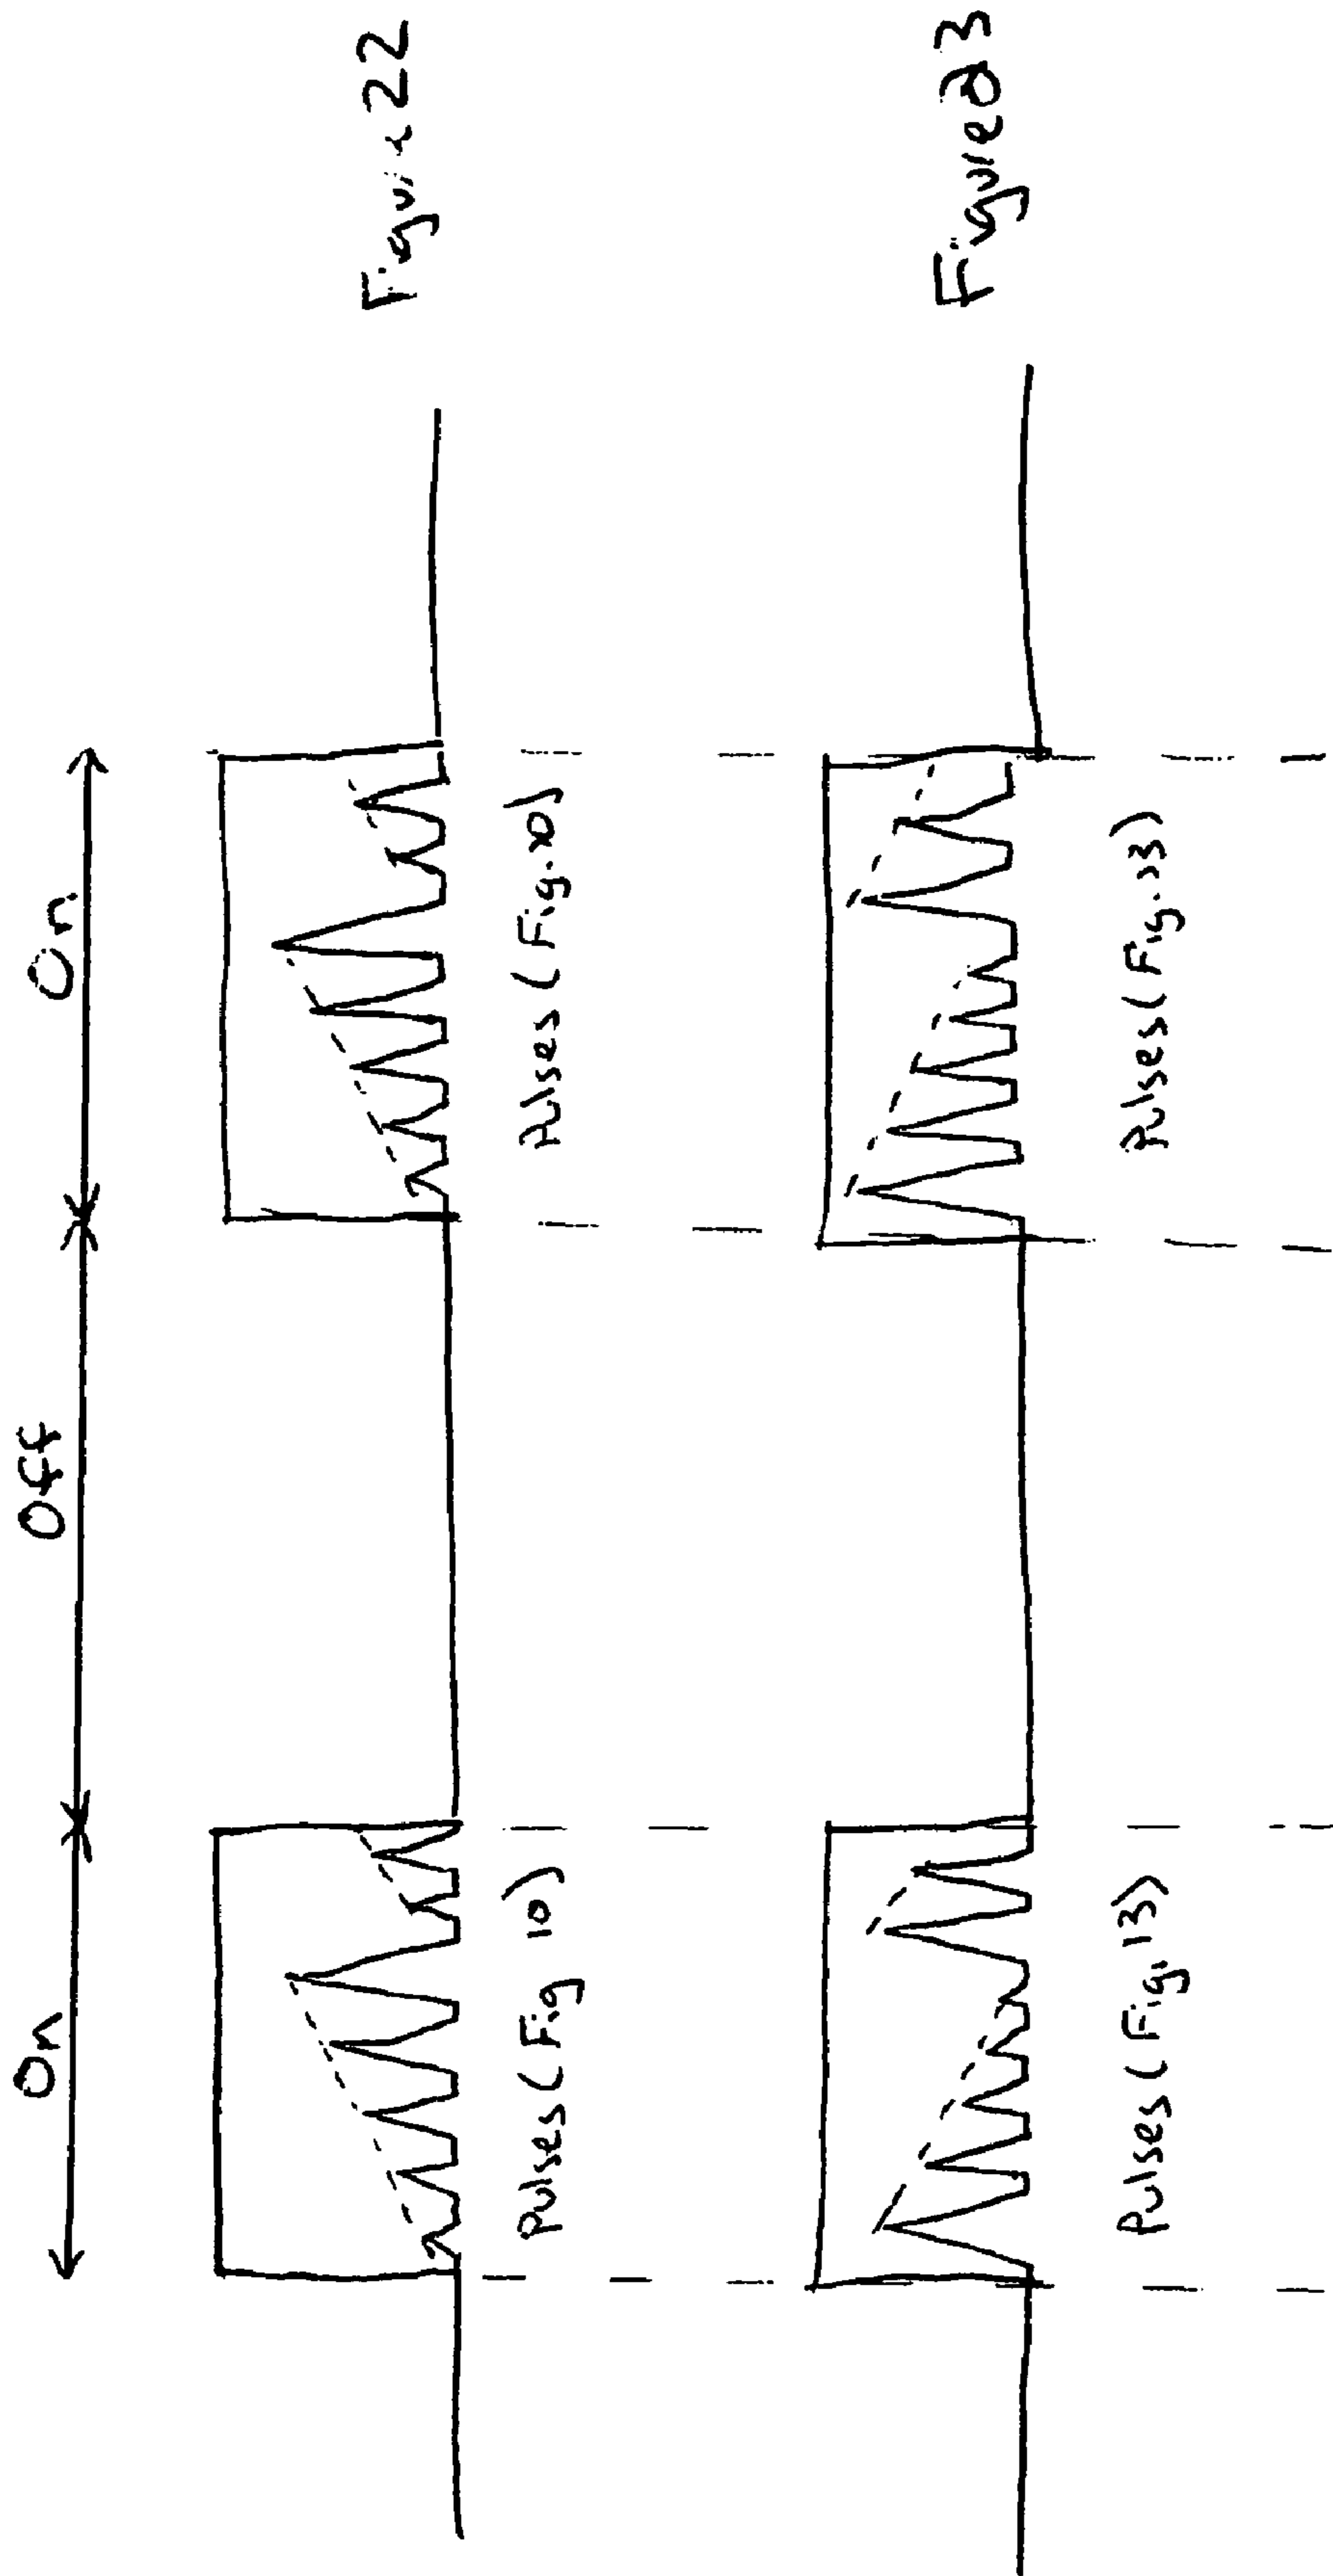 On Off On
Figure 22
Pulses (Fig 10) Pulses (Fig. 10)
Figure 23
Pulses (Fig. 13) Pulses (Fig. 13)